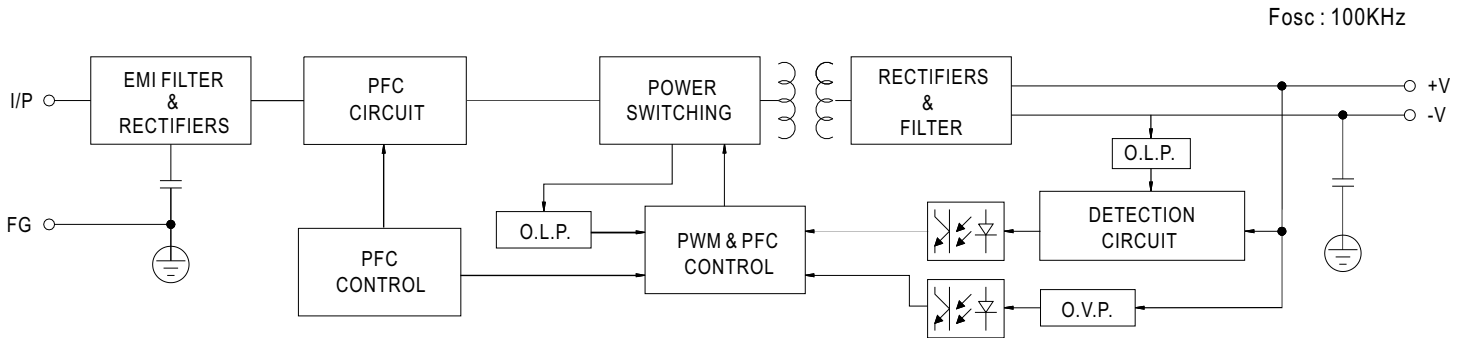 Fosc : 100KHz
I/P
EMI FILTER
&
RECTIFIERS
PFC
CIRCUIT
POWER
SWITCHING
RECTIFIERS
&
FILTER
+V
-V
O.L.P.
FG
O.L.P.
PFC
CONTROL
PWM & PFC
CONTROL
DETECTION
CIRCUIT
O.V.P.